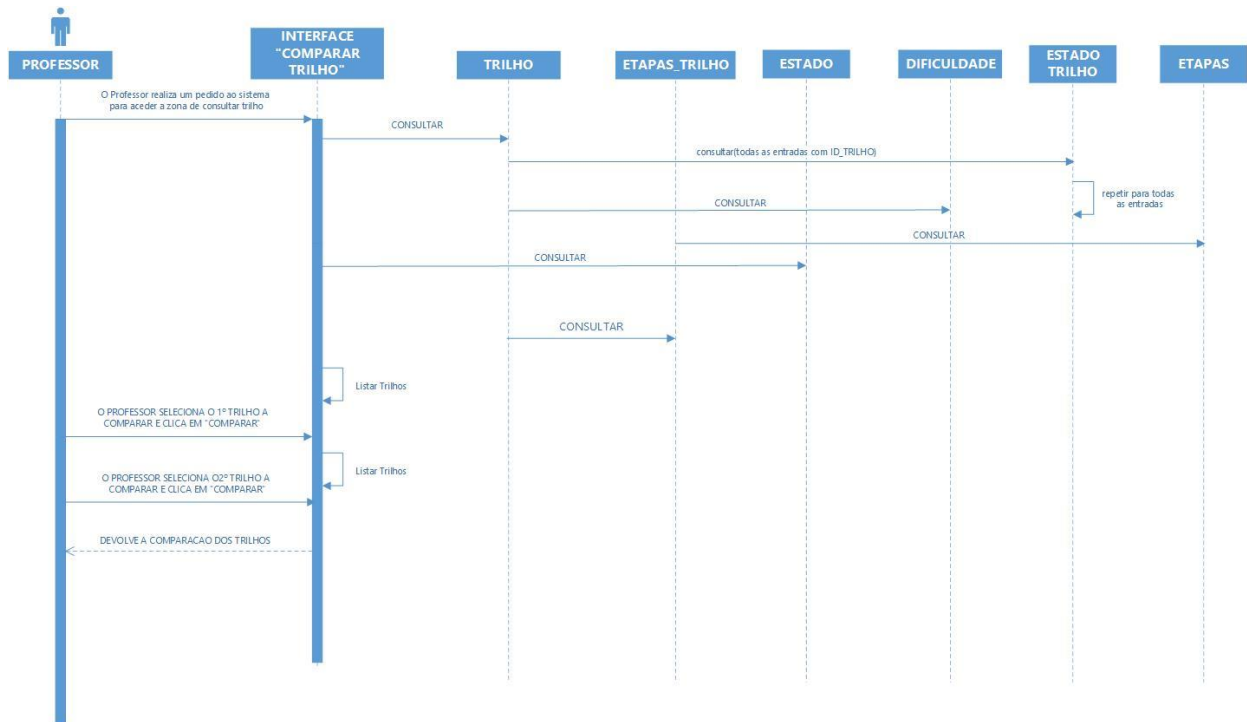 PROFESSOR
INTERFACE
"COMPARAR
TRILHO"
TRILHO
ETAPAS_TRILHO
ESTADO
DIFICULDADE
ESTADO
TRILHO
ETAPAS
O Professor realiza um pedido ao sistema
para aceder a zona de consultar trilho
CONSULTAR
consultar(todas as entradas com ID_TRILHO)
repetir para todas
as entradas
CONSULTAR
CONSULTAR
CONSULTAR
CONSULTAR
Listar Trilhos
O PROFESSOR SELECIONA O 1º TRILHO A
COMPARAR E CLICA EM "COMPARAR"
Listar Trilhos
O PROFESSOR SELECIONA O2º TRILHO A
COMPARAR E CLICA EM "COMPARAR"
DEVOLVE A COMPARACAO DOS TRILHOS